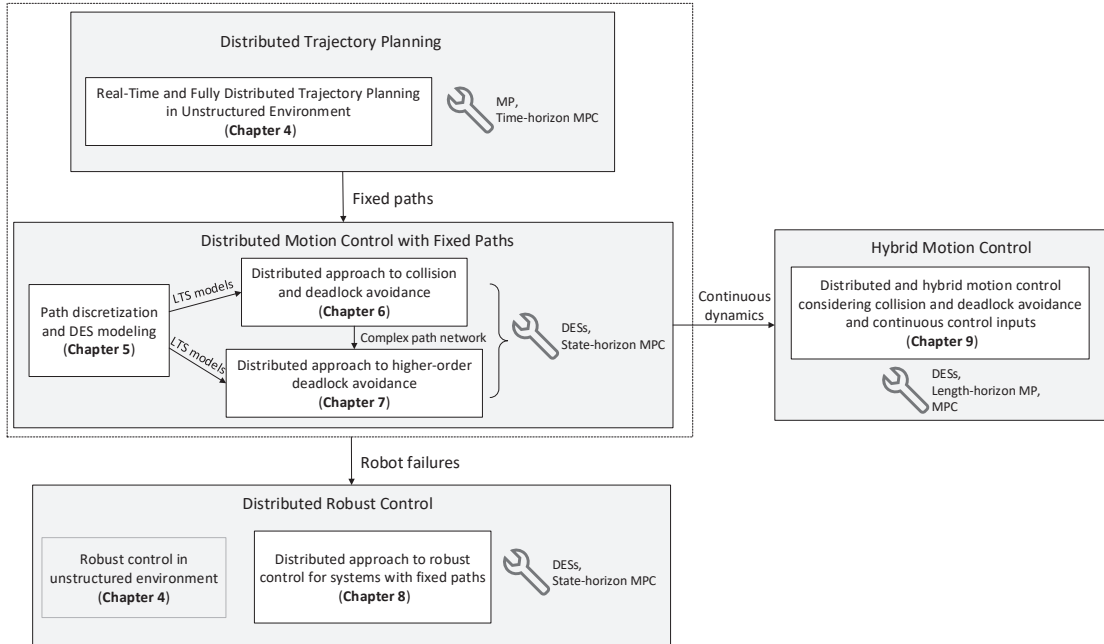 Distributed Trajectory Planning
Real-Time and Fully Distributed Trajectory Planning
in Unstructured Environment
(Chapter 4)
MP,
Time-horizon MPC
Fixed paths
Distributed Motion Control with Fixed Paths
Path discretization
and DES modeling
(Chapter 5)
LTS models
LTS models
Distributed approach to collision
and deadlock avoidance
(Chapter 6)
Complex path network
Distributed approach to higher-order
deadlock avoidance
(Chapter 7)
DESs,
State-horizon MPC
Continuous
dynamics
Hybrid Motion Control
Distributed and hybrid motion control
considering collision and deadlock avoidance
and continuous control inputs
(Chapter 9)
DESs,
Length-horizon MP,
MPC
Robot failures
Distributed Robust Control
Robust control in
unstructured environment
(Chapter 4)
Distributed approach to robust
control for systems with fixed paths
(Chapter 8)
DESs,
State-horizon MPC